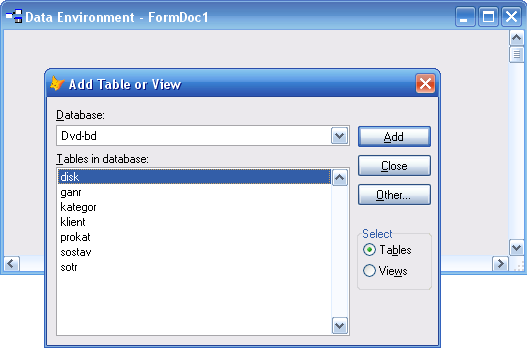 Data Environment - FormDoc1
Add Table or View
Database:
Dvd-bd
Add
Tables in database:
Close
disk
ganr
Other...
kategor
klient
prokat
sostav
sotr
Select
Tables
Views